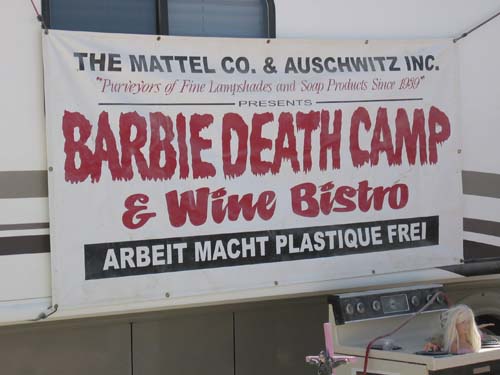 THE MATTEL CO. & AUSCHWITZ INC.
"Purveyors of Fine Lampshades and Soap Products Since 1939"
PRESENTS
BARBIE DEATH CAMP
& Wine Bistro
ARBEIT MACHT PLASTIQUE FREI